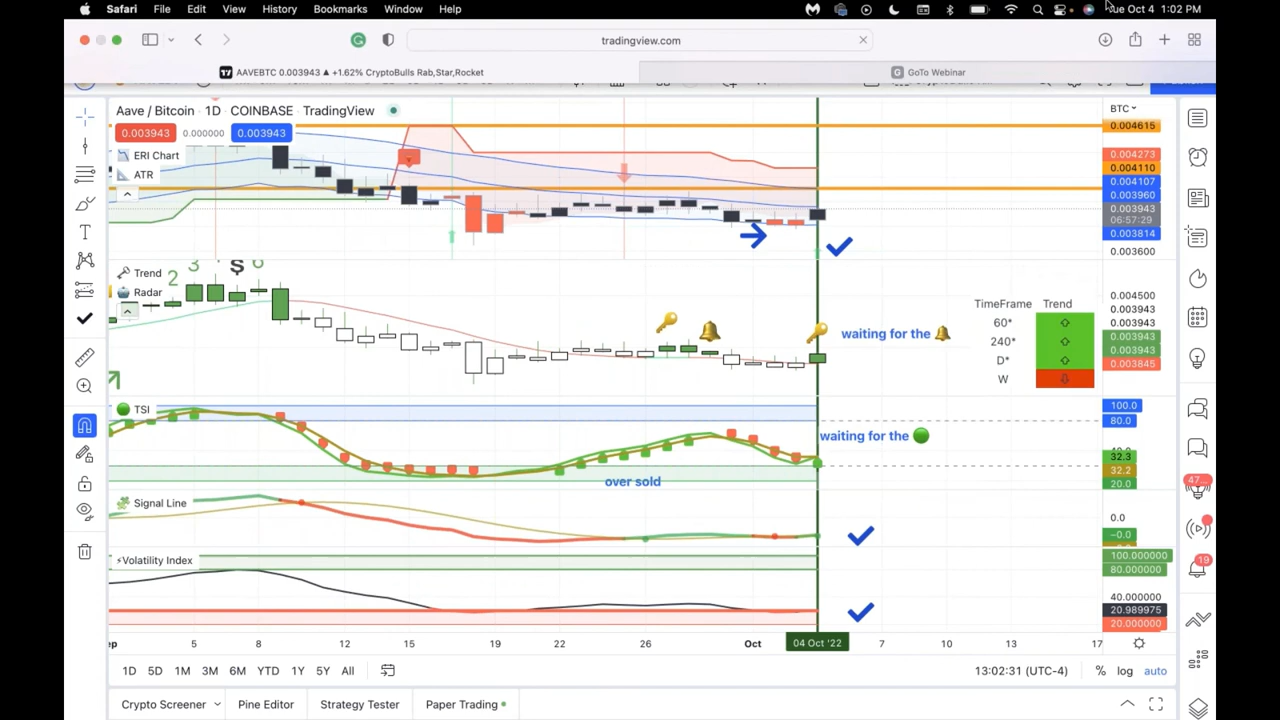 Safari File Edit View History Bookmarks Window Help
Tue Oct 4 1:02 PM
tradingview.com
AAVEBTC 0.003943 ▲ +1.62% CryptoBulls Rab,Star,Rocket
GoTo Webinar
Aave / Bitcoin · 1D · COINBASE · TradingView
BTC
0.003943 0.000000 0.003943
ERI Chart
ATR
0.004615
0.004273
0.004110
0.004107
0.003960
0.003943
06:57:29
0.003814
0.003600
Trend
Radar
2 3 $ 6
waiting for the
TimeFrame Trend
60*
240*
D*
W
0.004500
0.003943
0.003943
0.003943
0.003943
0.003845
TSI
waiting for the
over sold
100.0
80.0
32.3
32.2
20.0
Signal Line
0.0
−0.0
⚡Volatility Index
100.000000
80.000000
40.000000
20.989975
20.000000
47...
19
ep 5 8 12 15 19 22 26 Oct 04 Oct '22 7 10 13 17
1D 5D 1M 3M 6M YTD 1Y 5Y All
13:02:31 (UTC-4) % log auto
Crypto Screener Pine Editor Strategy Tester Paper Trading